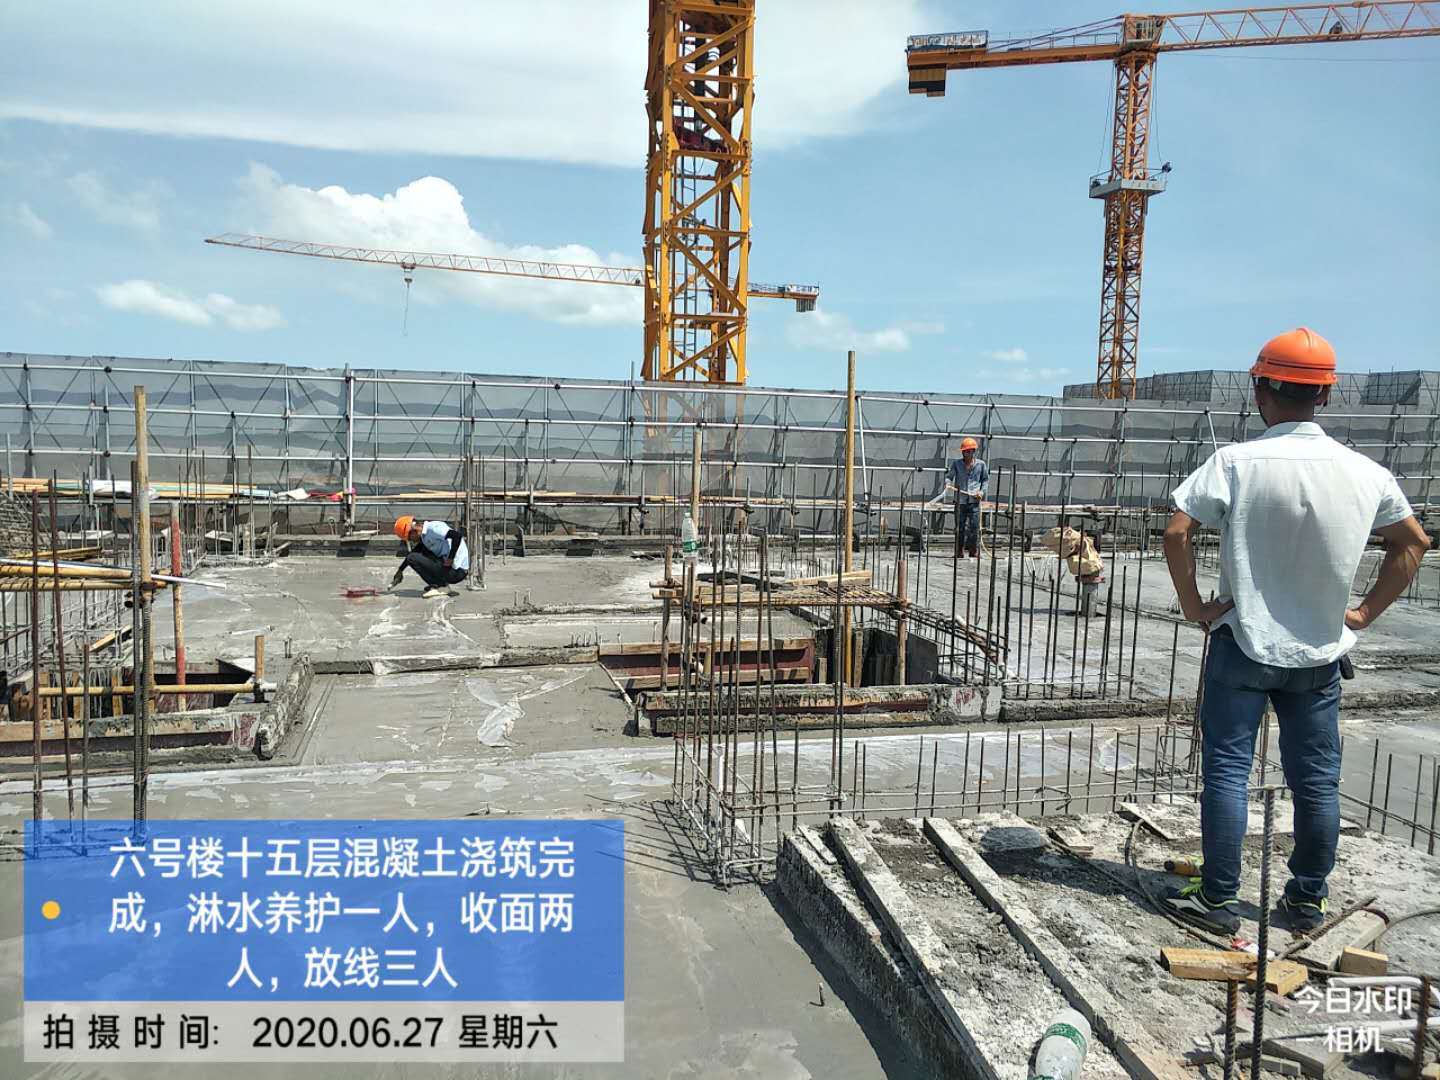 六号楼十五层混凝土浇筑完
成，淋水养护一人，收面两
人，放线三人
拍摄时间: 2020.06.27 星期六
今日水印
相机